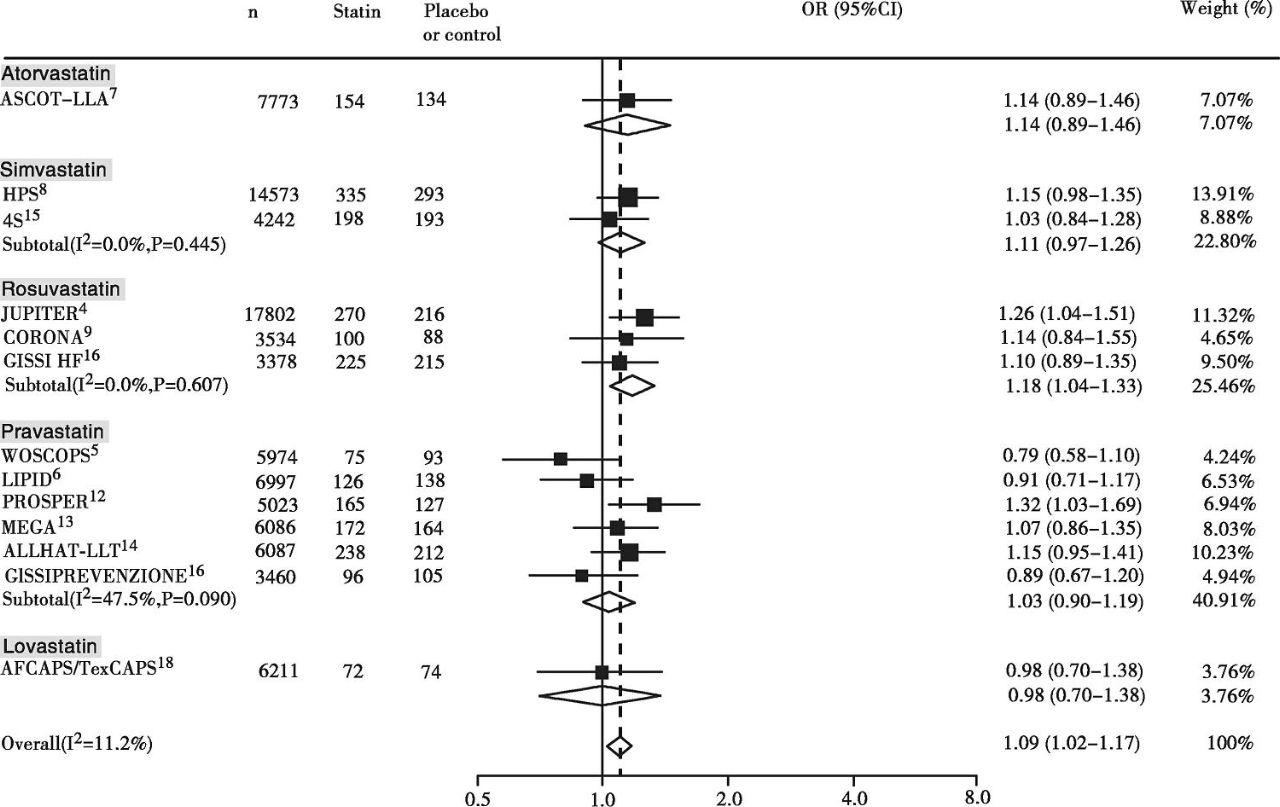 n Statin Placebo or control OR (95%CI) Weight (%)
Atorvastatin
ASCOT–LLA7 7773 154 134 1.14 (0.89–1.46) 7.07%
1.14 (0.89–1.46) 7.07%
Simvastatin
HPS8 14573 335 293 1.15 (0.98–1.35) 13.91%
4S15 4242 198 193 1.03 (0.84–1.28) 8.88%
Subtotal(I2=0.0%,P=0.445) 1.11 (0.97–1.26) 22.80%
Rosuvastatin
JUPITER4 17802 270 216 1.26 (1.04–1.51) 11.32%
CORONA9 3534 100 88 1.14 (0.84–1.55) 4.65%
GISSI HF16 3378 225 215 1.10 (0.89–1.35) 9.50%
Subtotal(I2=0.0%,P=0.607) 1.18 (1.04–1.33) 25.46%
Pravastatin
WOSCOPS5 5974 75 93 0.79 (0.58–1.10) 4.24%
LIPID6 6997 126 138 0.91 (0.71–1.17) 6.53%
PROSPER12 5023 165 127 1.32 (1.03–1.69) 6.94%
MEGA13 6086 172 164 1.07 (0.86–1.35) 8.03%
ALLHAT-LLT14 6087 238 212 1.15 (0.95–1.41) 10.23%
GISSIPREVENZIONE16 3460 96 105 0.89 (0.67–1.20) 4.94%
Subtotal(I2=47.5%,P=0.090) 1.03 (0.90–1.19) 40.91%
Lovastatin
AFCAPS/TexCAPS18 6211 72 74 0.98 (0.70–1.38) 3.76%
0.98 (0.70–1.38) 3.76%
Overall(I2=11.2%) 1.09 (1.02–1.17) 100%
0.5 1.0 2.0 4.0 8.0